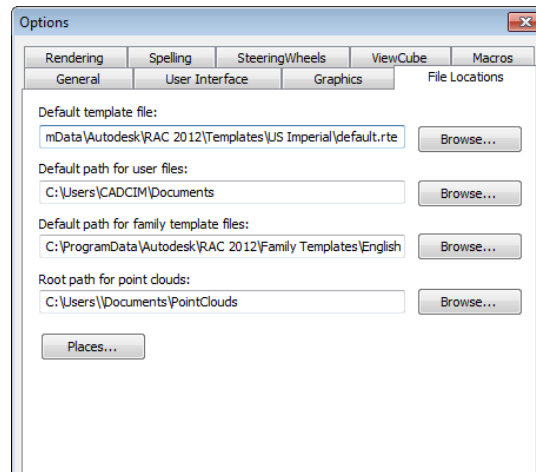 Options
Rendering Spelling SteeringWheels ViewCube Macros
General User Interface Graphics File Locations
Default template file:
mData\Autodesk\RAC 2012\Templates\US Imperial\default.rte Browse...
Default path for user files:
C:\Users\CADCIM\Documents Browse...
Default path for family template files:
C:\ProgramData\Autodesk\RAC 2012\Family Templates\English Browse...
Root path for point clouds:
C:\Users\\Documents\PointClouds Browse...
Places...